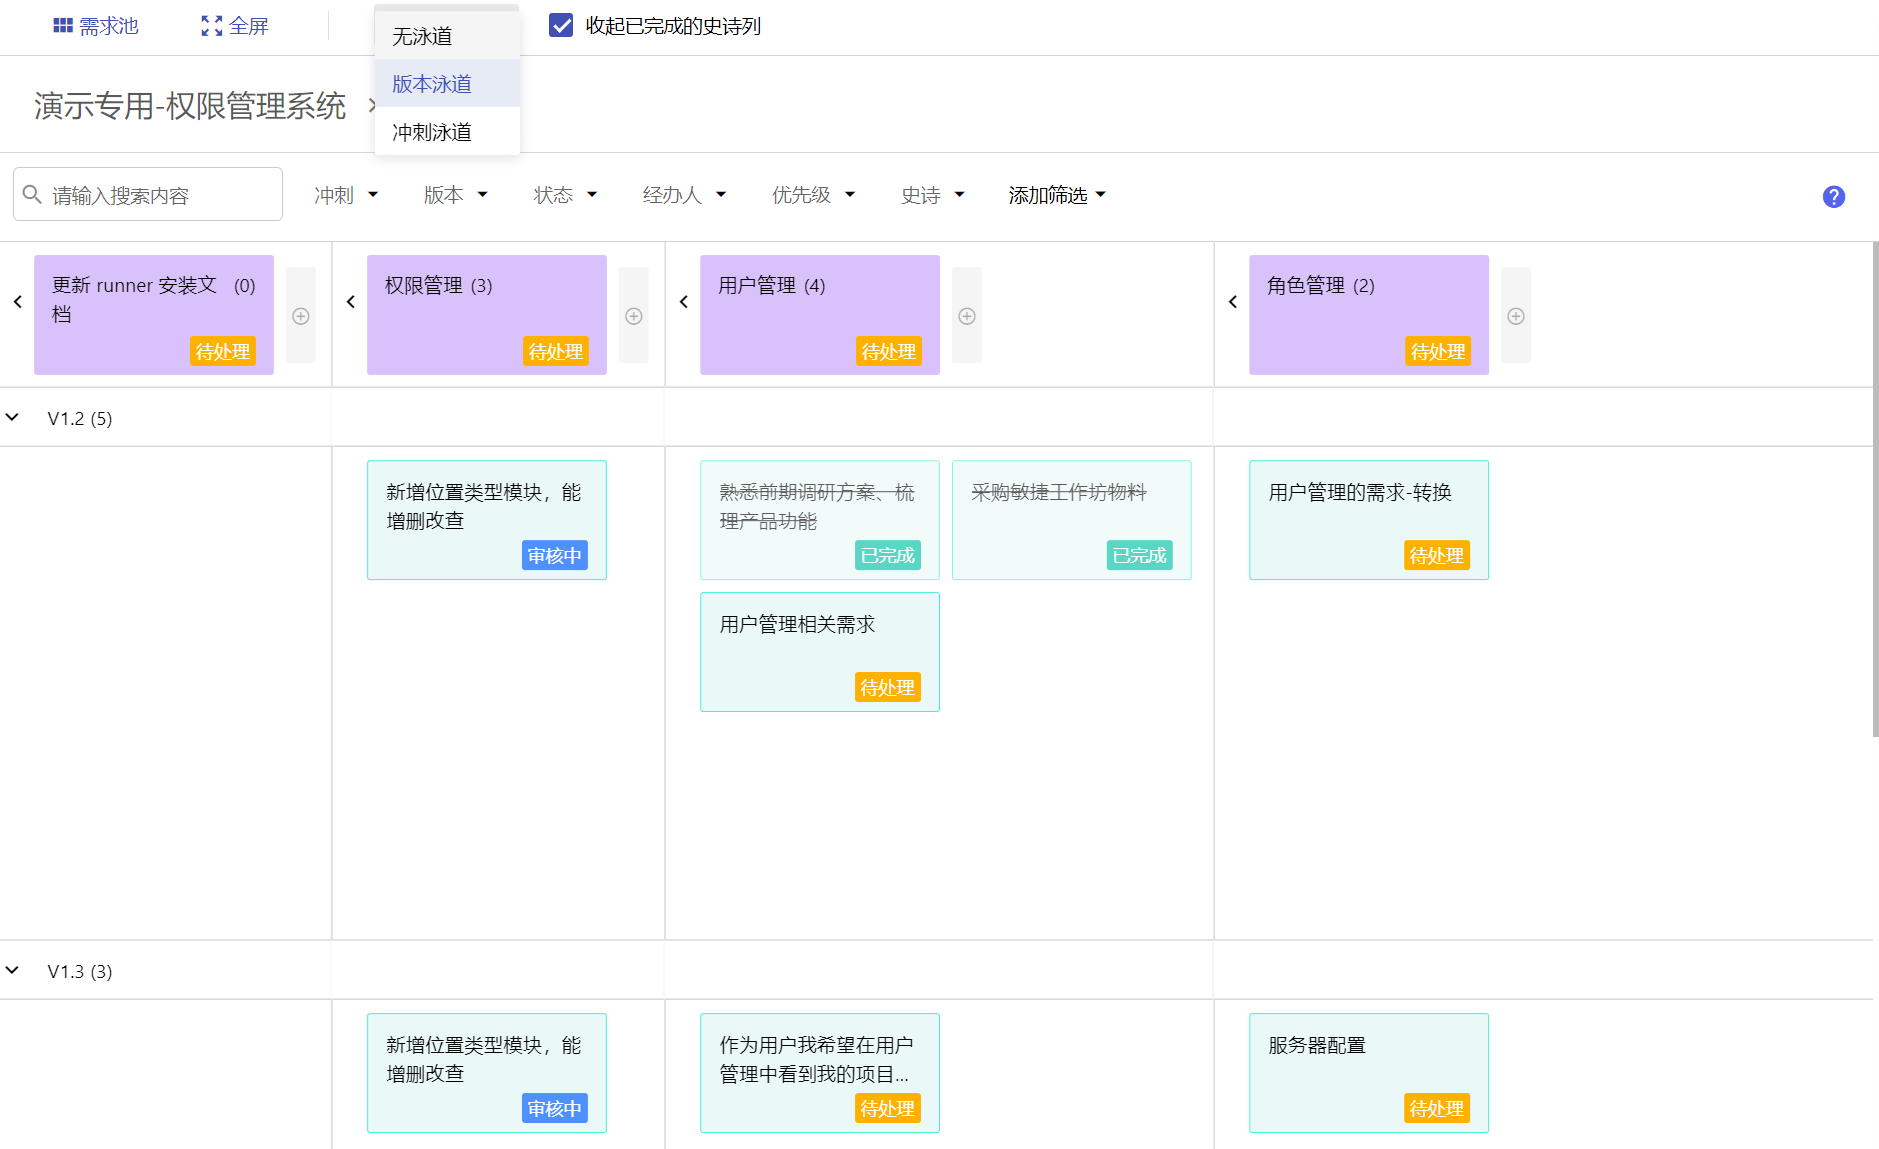 需求池
全屏
无泳道
版本泳道
冲刺泳道
收起已完成的史诗列
演示专用-权限管理系统
请输入搜索内容
冲刺
版本
状态
经办人
优先级
史诗
添加筛选
?
更新 runner 安装文 (0)
档
待处理
权限管理 (3)
待处理
用户管理 (4)
待处理
角色管理 (2)
待处理
V1.2 (5)
新增位置类型模块，能
增删改查
审核中
熟悉前期调研方案、梳
理产品功能
已完成
采购敏捷工作坊物料
已完成
用户管理的需求-转换
待处理
用户管理相关需求
待处理
V1.3 (3)
新增位置类型模块，能
增删改查
审核中
作为用户我希望在用户
管理中看到我的项目...
待处理
服务器配置
待处理